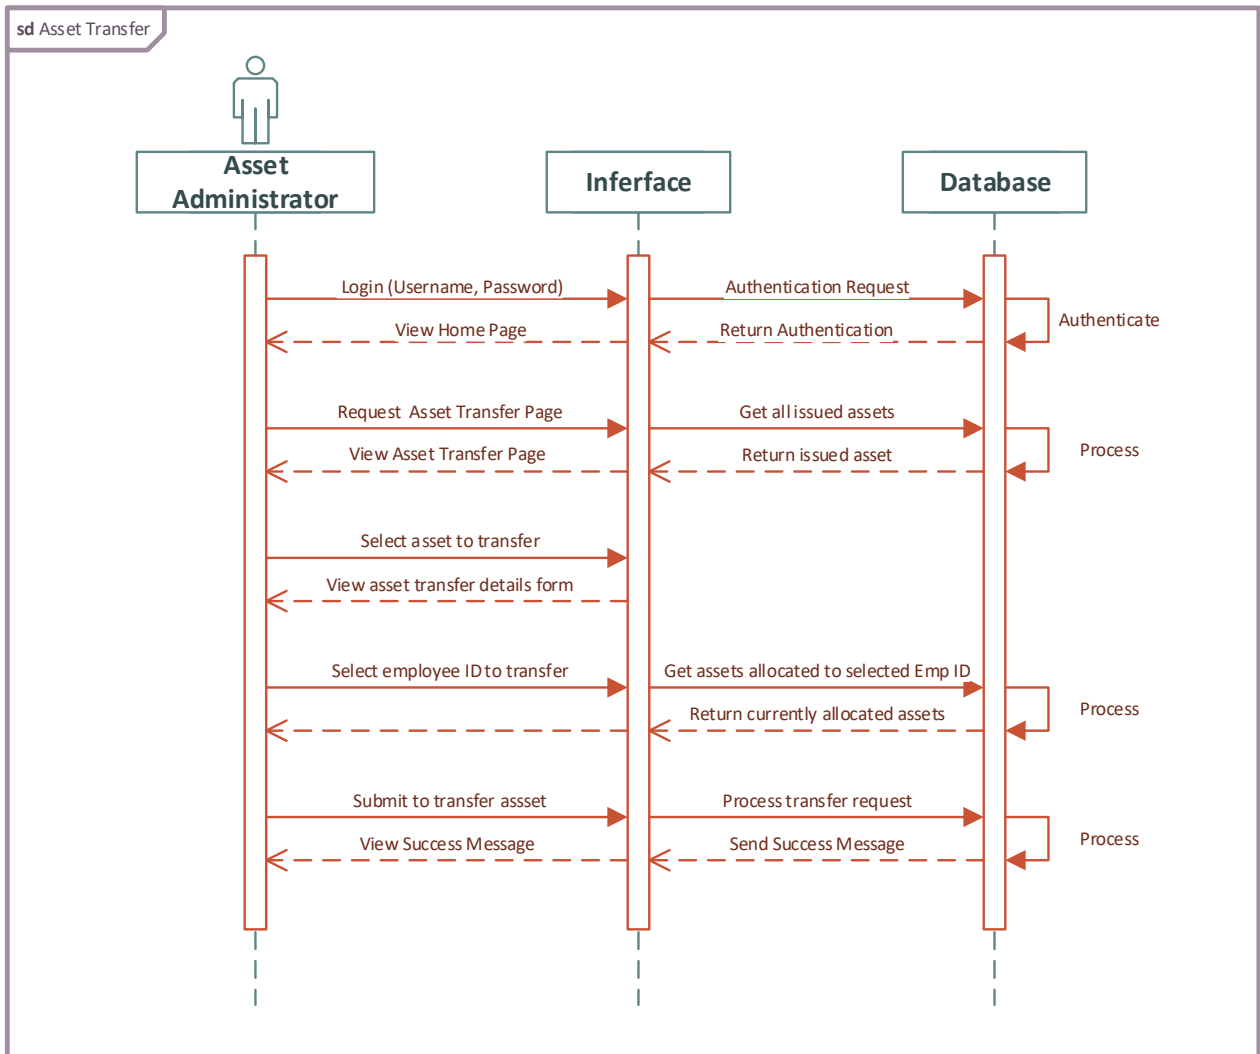 sd Asset Transfer
Asset
Administrator
Inferface
Database
Login (Username, Password)
Authentication Request
Authenticate
View Home Page
Return Authentication
Request Asset Transfer Page
Get all issued assets
Process
View Asset Transfer Page
Return issued asset
Select asset to transfer
View asset transfer details form
Select employee ID to transfer
Get assets allocated to selected Emp ID
Process
Return currently allocated assets
Submit to transfer assset
Process transfer request
Process
View Success Message
Send Success Message